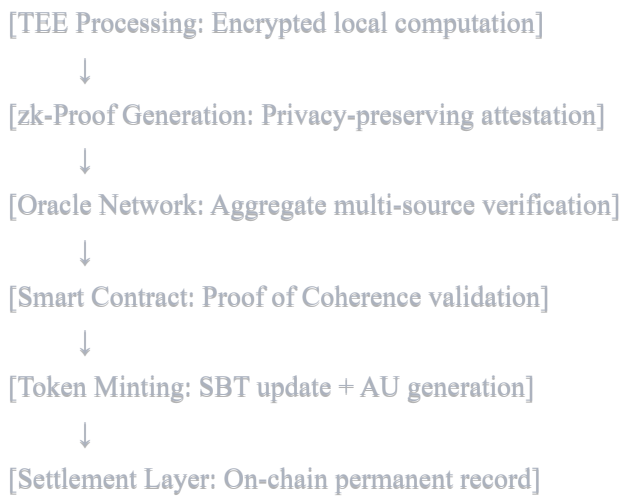 [TEE Processing: Encrypted local computation]
↓
[zk-Proof Generation: Privacy-preserving attestation]
↓
[Oracle Network: Aggregate multi-source verification]
↓
[Smart Contract: Proof of Coherence validation]
↓
[Token Minting: SBT update + AU generation]
↓
[Settlement Layer: On-chain permanent record]